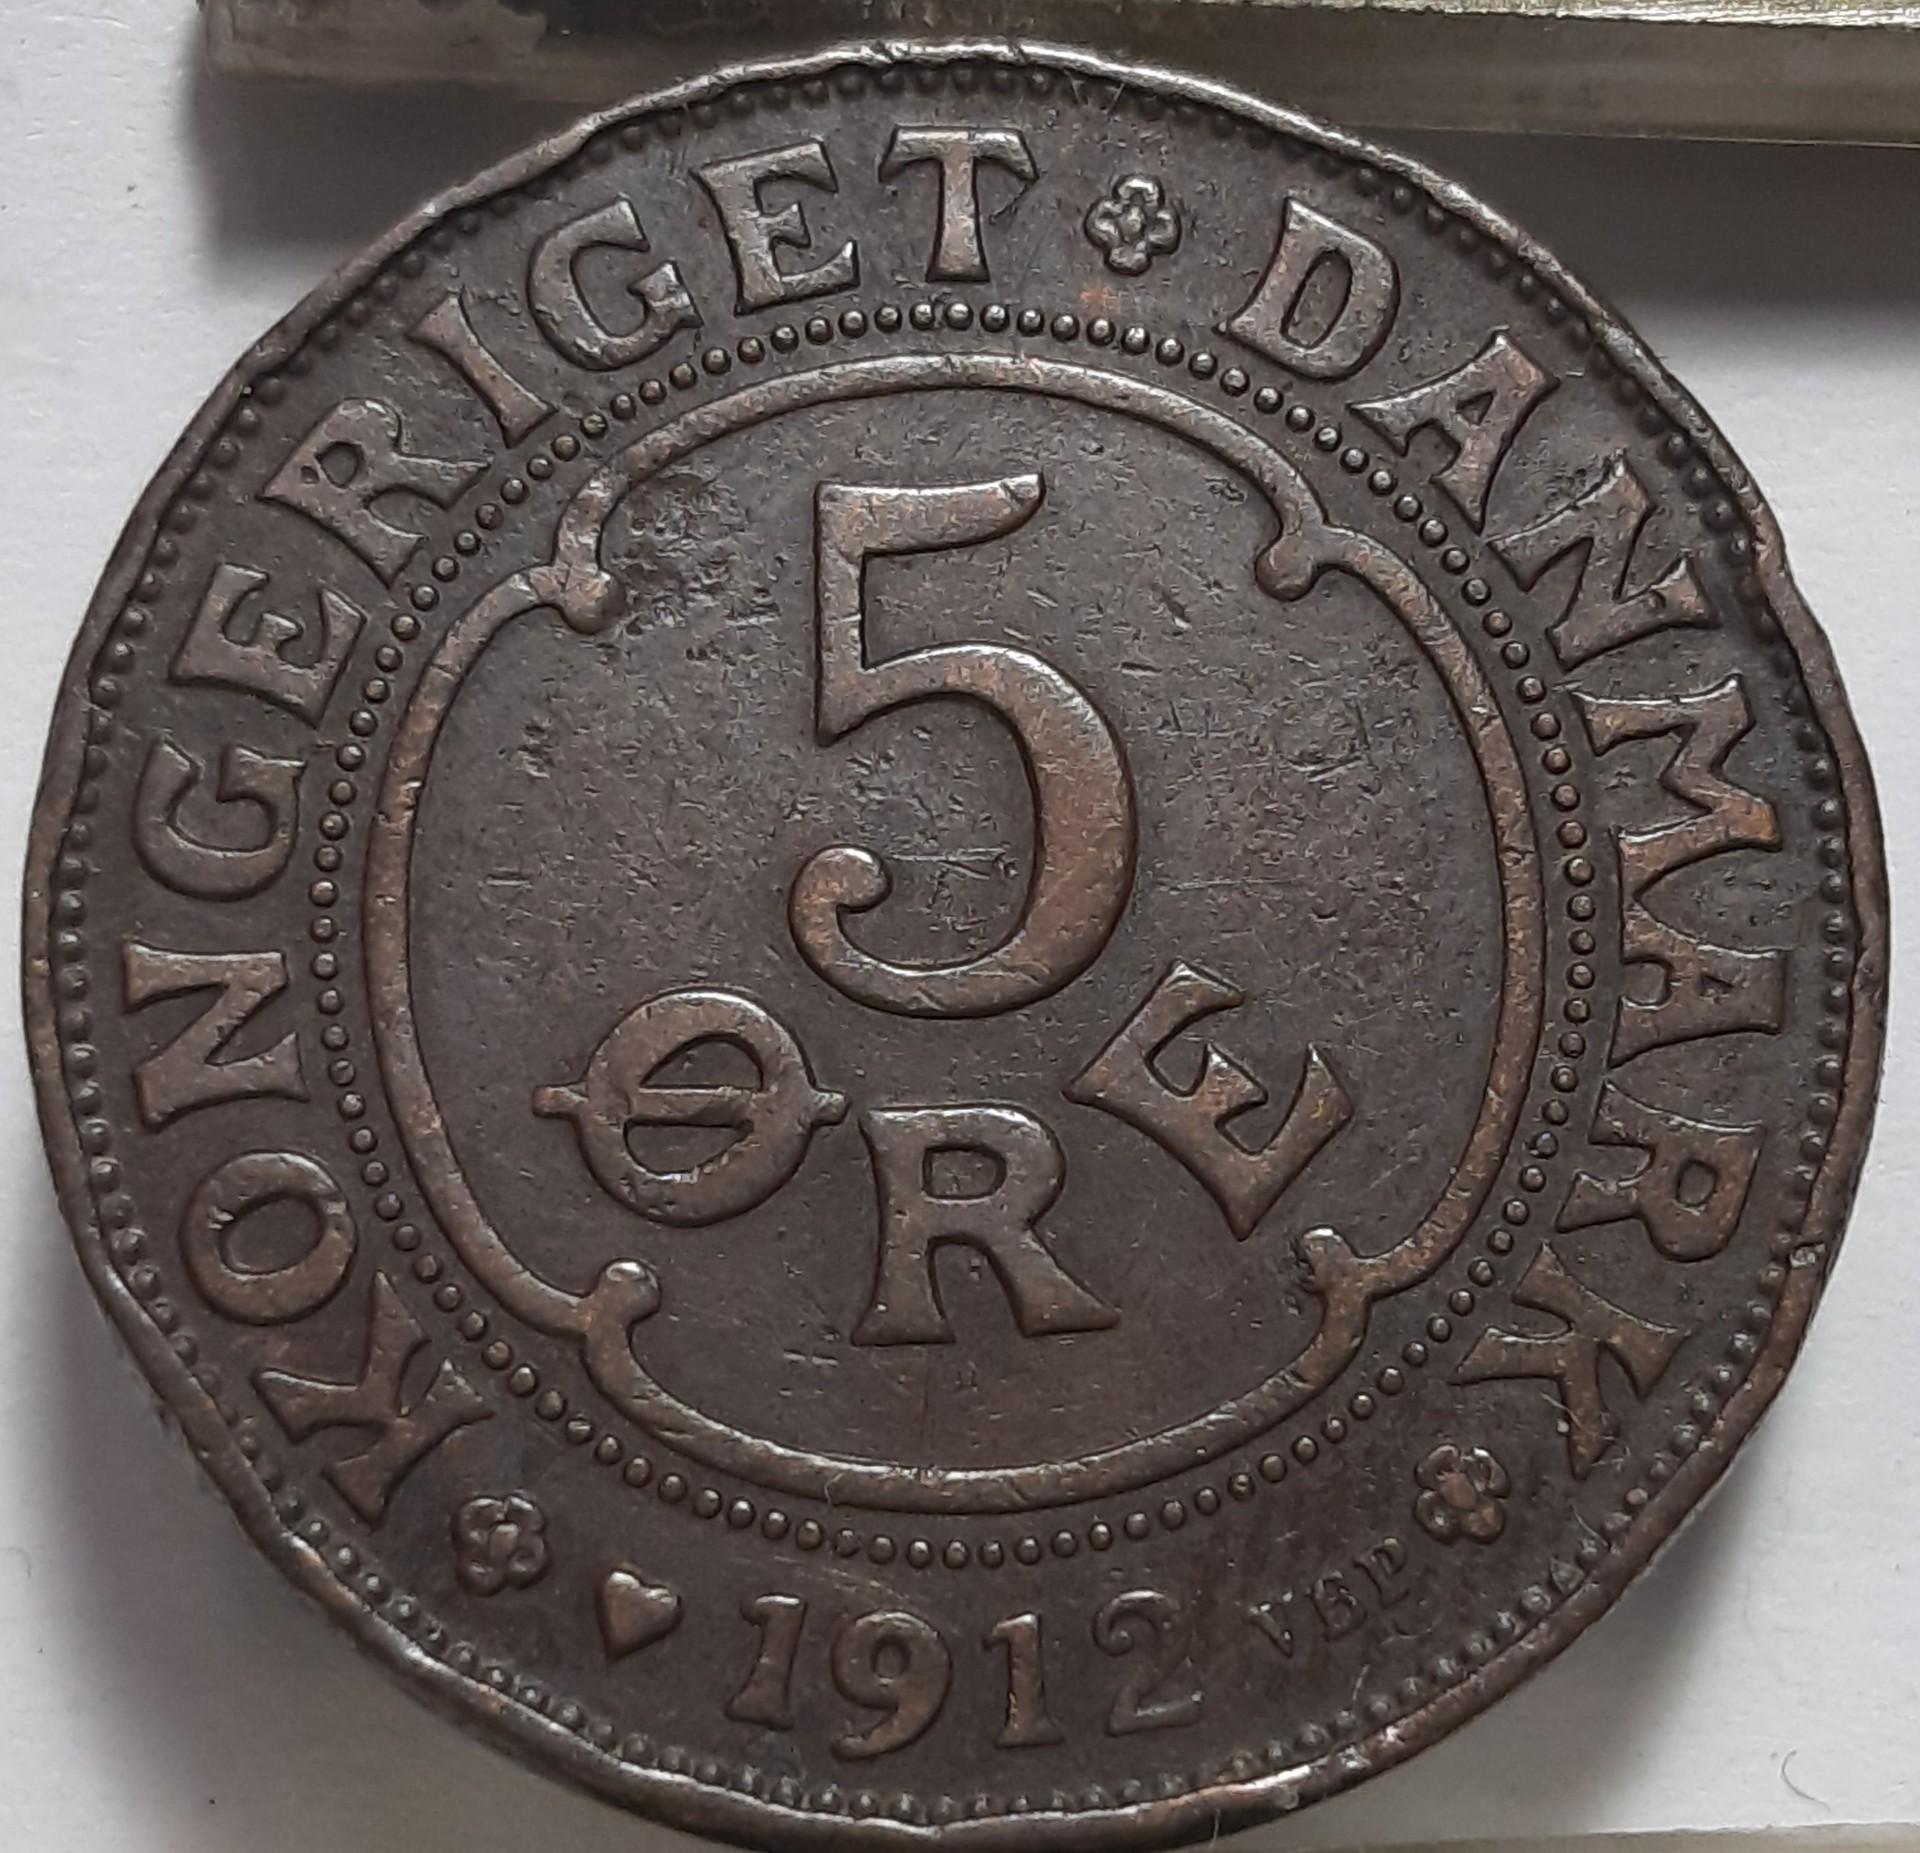 KONGERIGET DANMARK
5
ØRE
1912 VBP